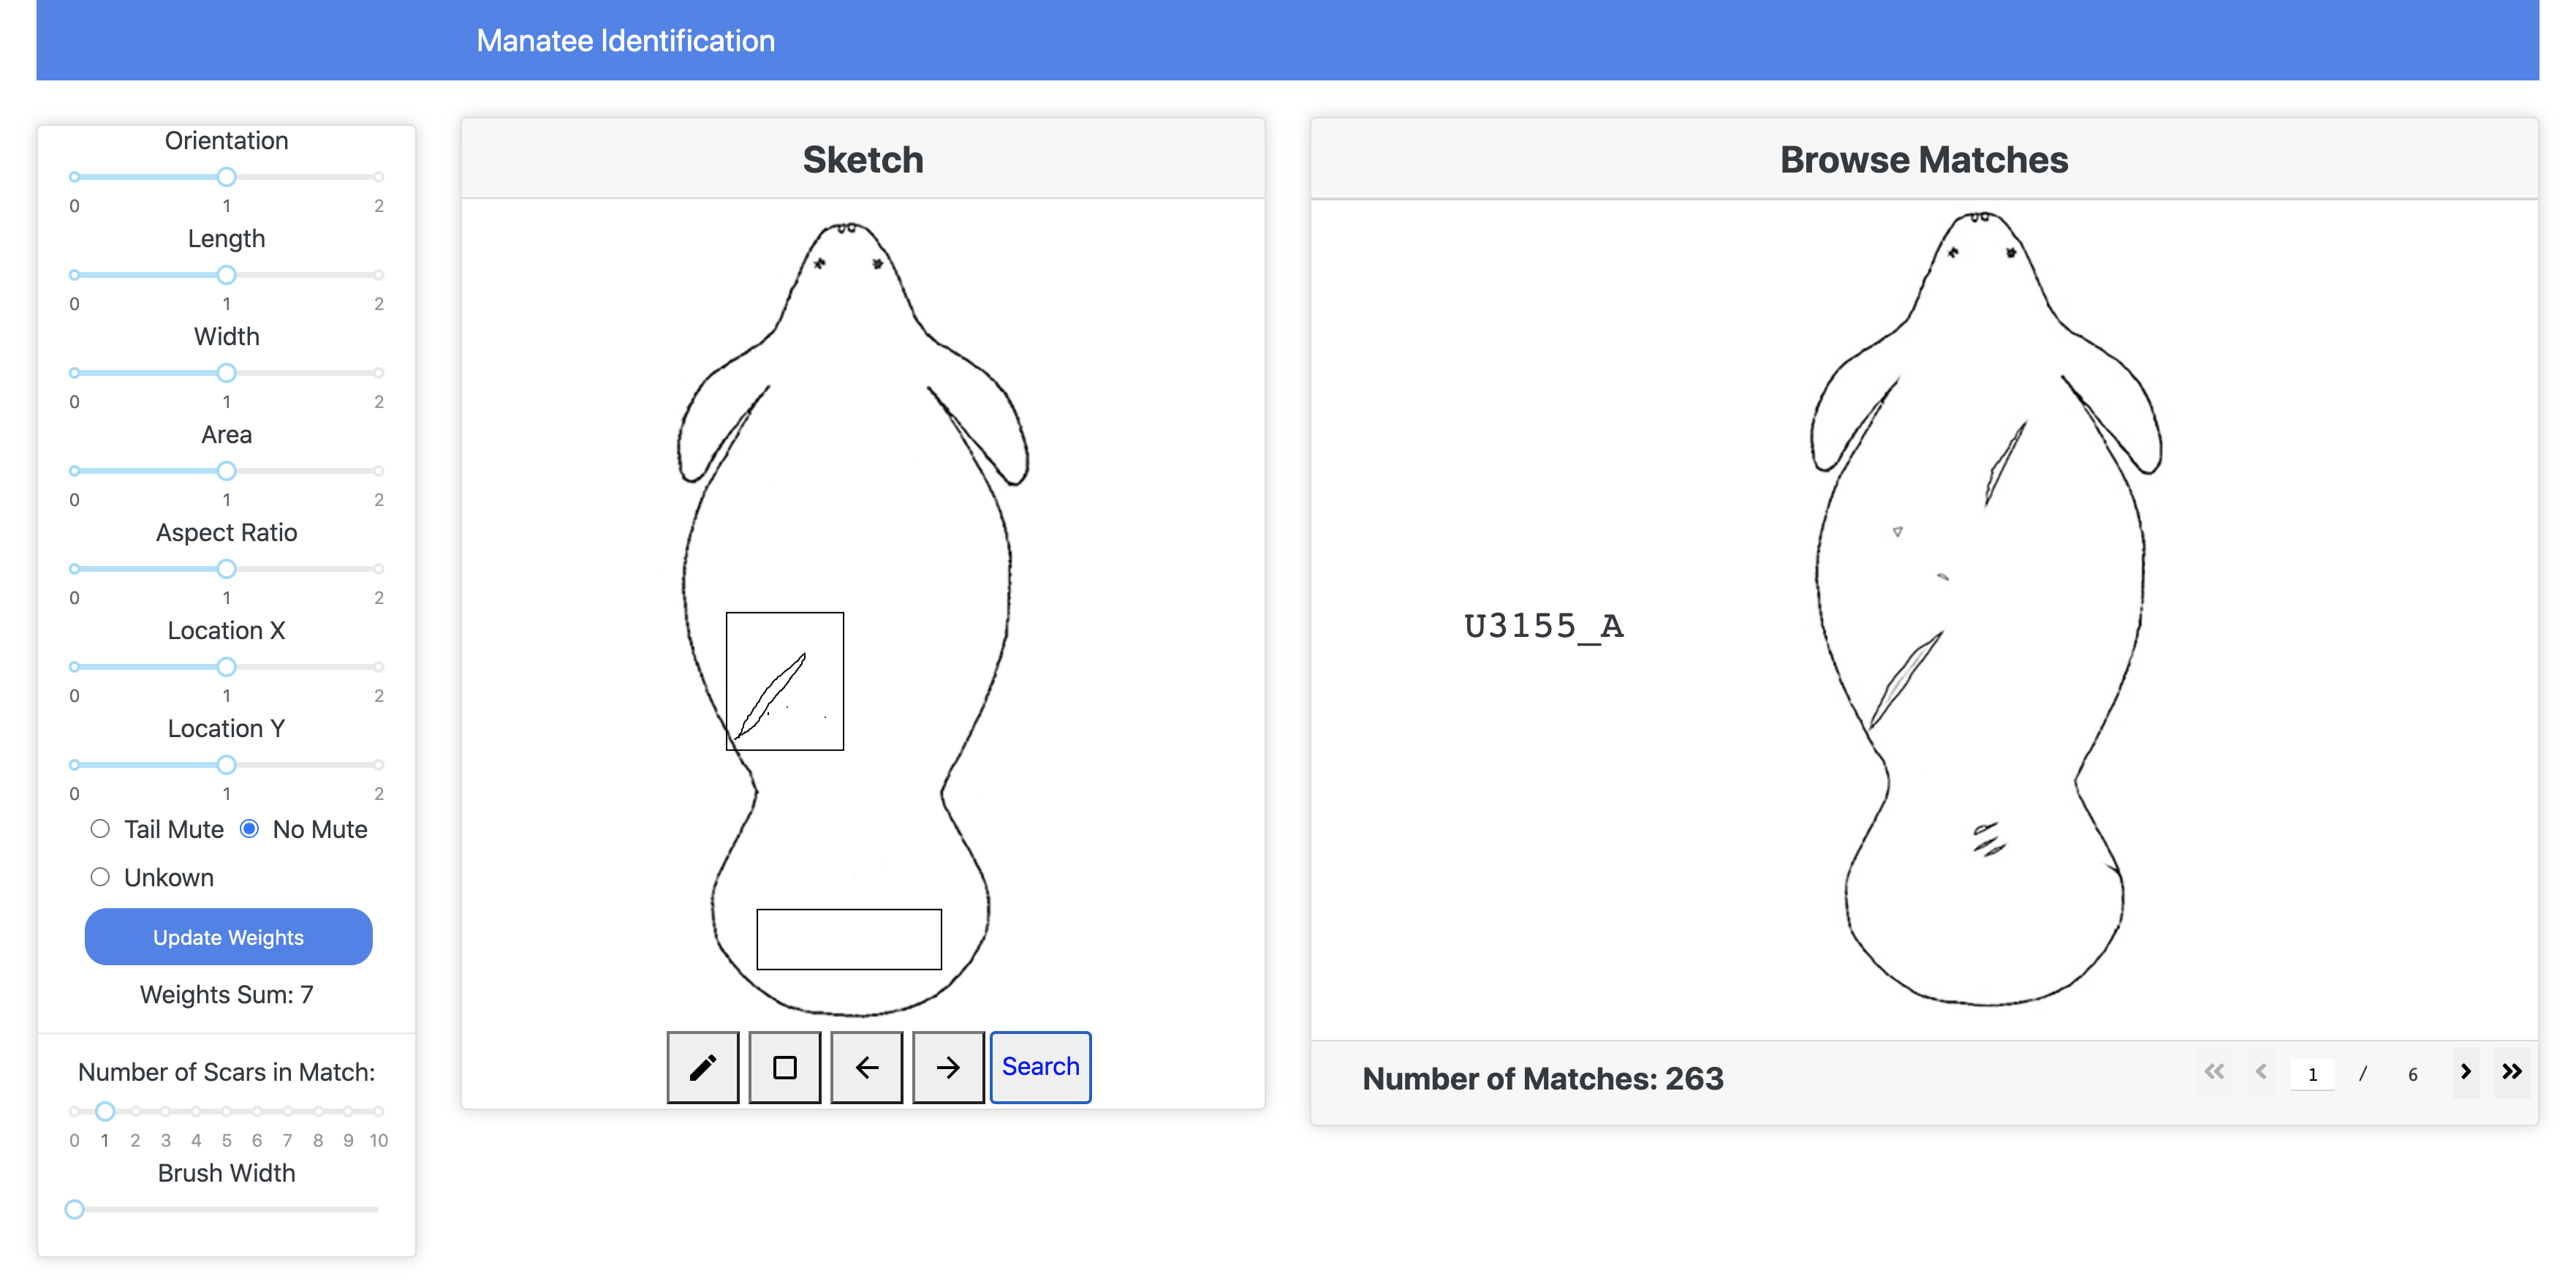 Manatee Identification
Orientation
0 1 2
Length
0 1 2
Width
0 1 2
Area
0 1 2
Aspect Ratio
0 1 2
Location X
0 1 2
Location Y
0 1 2
Tail Mute No Mute
Unkown
Update Weights
Weights Sum: 7
Number of Scars in Match:
0 1 2 3 4 5 6 7 8 9 10
Brush Width
Sketch
Search
Browse Matches
U3155_A
Number of Matches: 263
1 / 6